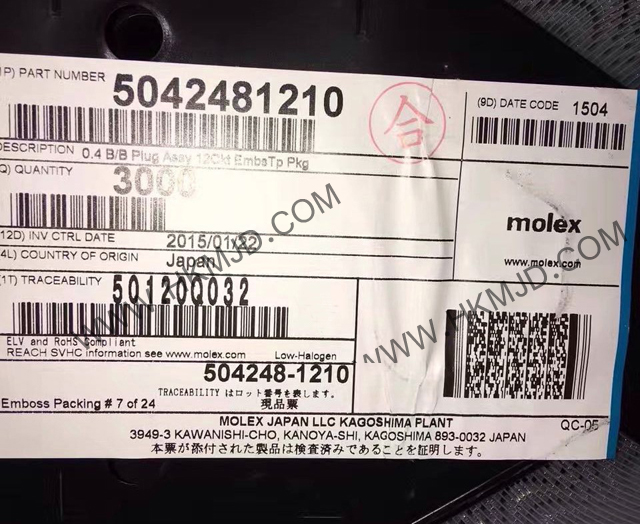 1P) PART NUMBER 5042481210
合
(9D) DATE CODE 1504
DESCRIPTION 0.4 B/B Plug Assy 12Ckt EmbsTp Pkg
Q) QUANTITY 3000
molex
www.molex.com
12D) INV CTRL DATE 2015/01/22
4L) COUNTRY OF ORIGIN Japan
1T) TRACEABILITY 50120Q032
ELV and RoHS Compliant
REACH SVHC information see www.molex.com Low-Halogen
504248-1210
TRACEABILITY はロット番号を表します。
Emboss Packing # 7 of 24 現品票
MOLEX JAPAN LLC KAGOSHIMA PLANT QC-05
3949-3 KAWANISHI-CHO, KANOYA-SHI, KAGOSHIMA 893-0032 JAPAN
本票が添付された製品は検査済みであることを証明します。
WWW.HKMJD.COM
WWW.HKMJD.COM